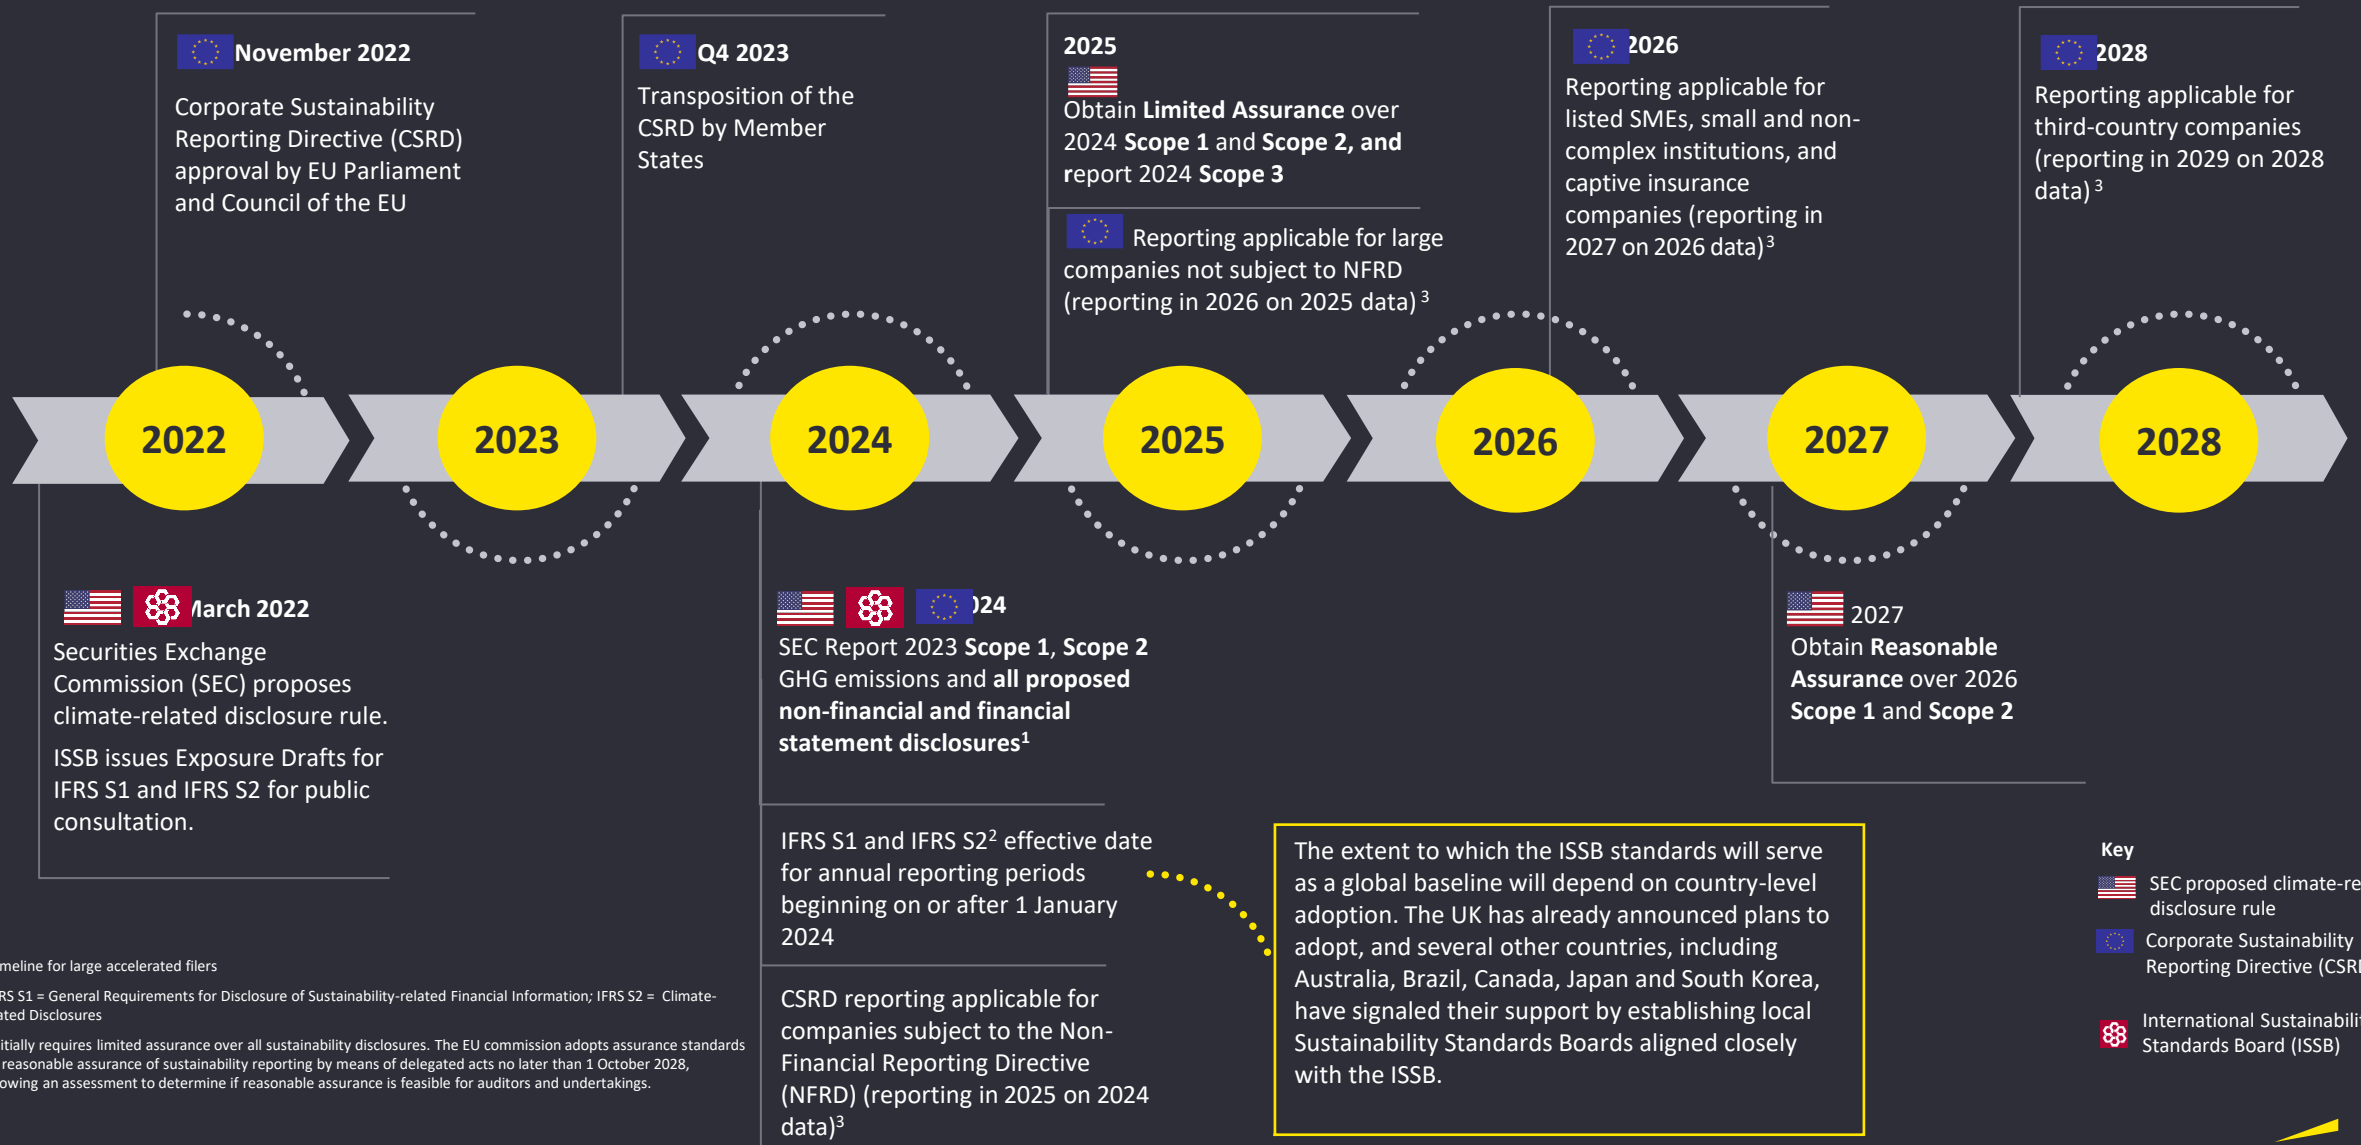 November 2022
Corporate Sustainability
Reporting Directive (CSRD)
approval by EU Parliament
and Council of the EU
Q4 2023
Transposition of the
CSRD by Member
States
2025
Obtain Limited Assurance over
2024 Scope 1 and Scope 2, and
report 2024 Scope 3
Reporting applicable for large
companies not subject to NFRD
(reporting in 2026 on 2025 data) 3
2026
Reporting applicable for
listed SMEs, small and non-
complex institutions, and
captive insurance
companies (reporting in
2027 on 2026 data)3
2028
Reporting applicable for
third-country companies
(reporting in 2029 on 2028
data) 3
2022
2023
2024
2025
2026
2027
2028
March 2022
Securities Exchange
Commission (SEC) proposes
climate-related disclosure rule.
ISSB issues Exposure Drafts for
IFRS S1 and IFRS S2 for public
consultation.
024
SEC Report 2023 Scope 1, Scope 2
GHG emissions and all proposed
non-financial and financial
statement disclosures1
IFRS S1 and IFRS S22 effective date
for annual reporting periods
beginning on or after 1 January
2024
CSRD reporting applicable for
companies subject to the Non-
Financial Reporting Directive
(NFRD) (reporting in 2025 on 2024
data)3
The extent to which the ISSB standards will serve
as a global baseline will depend on country-level
adoption. The UK has already announced plans to
adopt, and several other countries, including
Australia, Brazil, Canada, Japan and South Korea,
have signaled their support by establishing local
Sustainability Standards Boards aligned closely
with the ISSB.
2027
Obtain Reasonable
Assurance over 2026
Scope 1 and Scope 2
Key
SEC proposed climate-re
disclosure rule
Corporate Sustainability
Reporting Directive (CSR
International Sustainabili
Standards Board (ISSB)
meline for large accelerated filers
RS S1 = General Requirements for Disclosure of Sustainability-related Financial Information; IFRS S2 = Climate-
ated Disclosures
itially requires limited assurance over all sustainability disclosures. The EU commission adopts assurance standards
reasonable assurance of sustainability reporting by means of delegated acts no later than 1 October 2028,
owing an assessment to determine if reasonable assurance is feasible for auditors and undertakings.